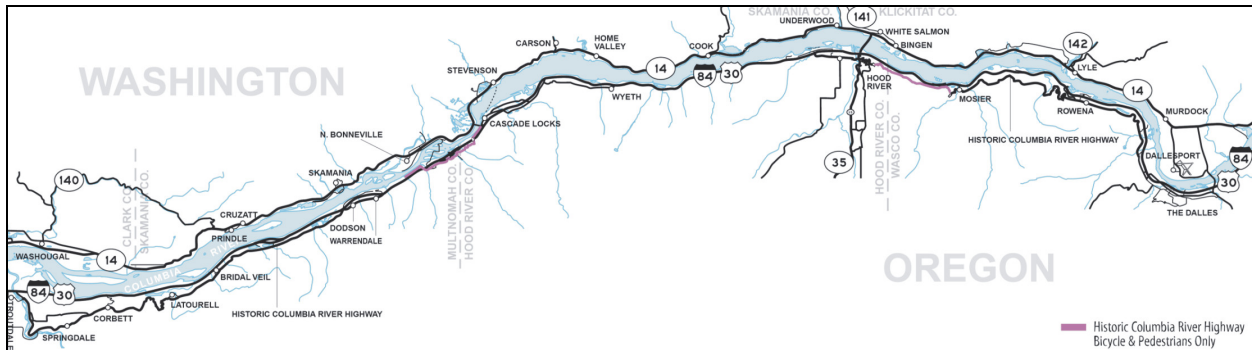 SKAMANIA CO.
KLICKITAT CO.
UNDERWOOD
141
WHITE SALMON
BINGEN
CARSON
HOME
VALLEY
COOK
14
84
30
142
LYLE
WASHINGTON
STEVENSON
WYETH
HOOD
RIVER
MOSIER
14
ROWENA
MURDOCK
CASCADE LOCKS
HISTORIC COLUMBIA RIVER HIGHWAY
N. BONNEVILLE
35
HOOD RIVER CO.
WASCO CO.
DALLESPORT
84
30
THE DALLES
SKAMANIA
140
CLARK CO.
SKAMANIA CO.
CRUZATT
PRINDLE
DODSON
WARRENDALE
MULTNOMAH CO.
HOOD RIVER CO.
WASHOUGAL
14
COLUMBIA RIVER
OREGON
BRIDAL VEIL
84
30
LATOURELL
HISTORIC COLUMBIA RIVER HIGHWAY
CORBETT
TROUTDALE
SPRINGDALE
Historic Columbia River Highway
Bicycle & Pedestrians Only